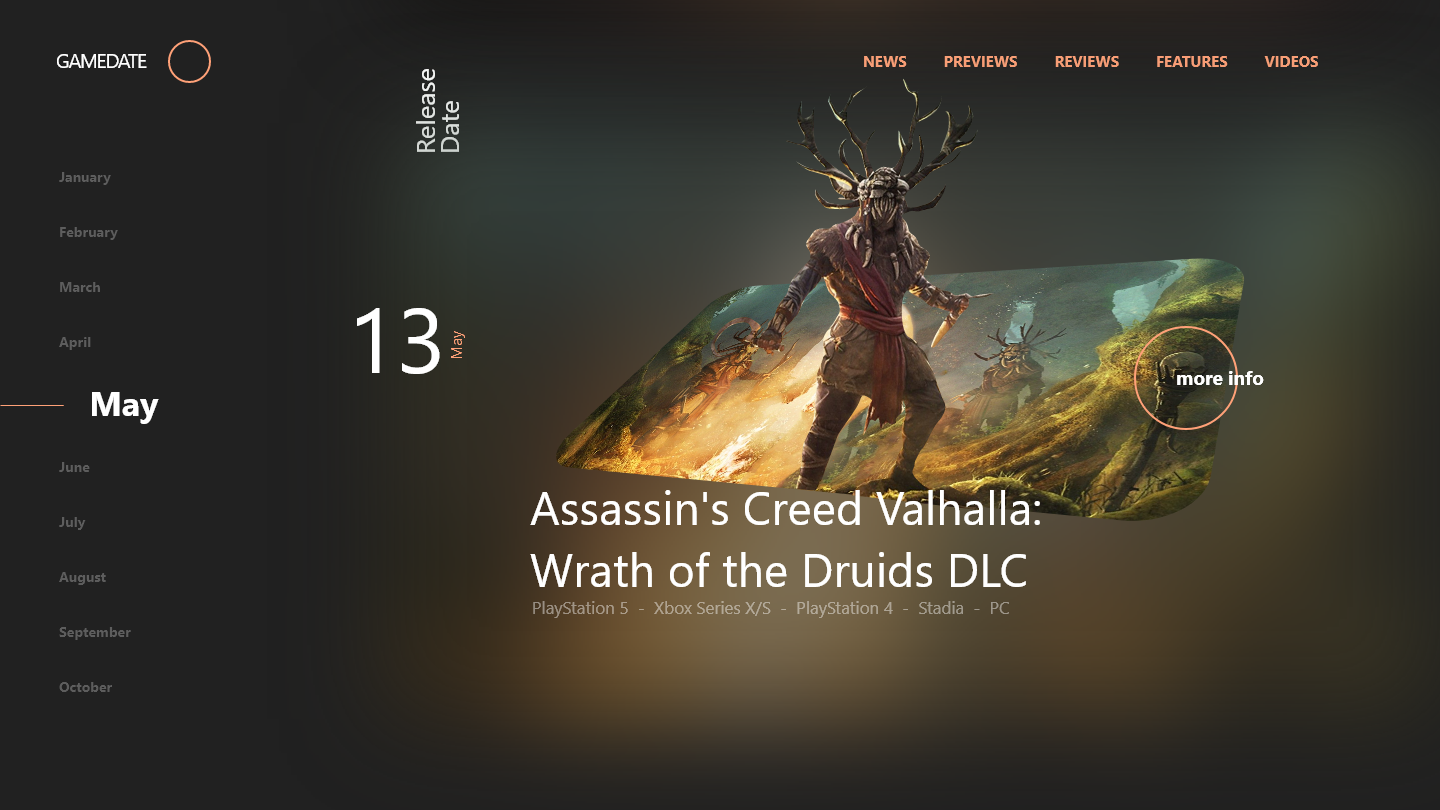 GAMEDATE
NEWS PREVIEWS REVIEWS FEATURES VIDEOS
Release
Date
January
February
March
April
May
June
July
August
September
October
13
May
more info
Assassin's Creed Valhalla:
Wrath of the Druids DLC
PlayStation 5 - Xbox Series X/S - PlayStation 4 - Stadia - PC